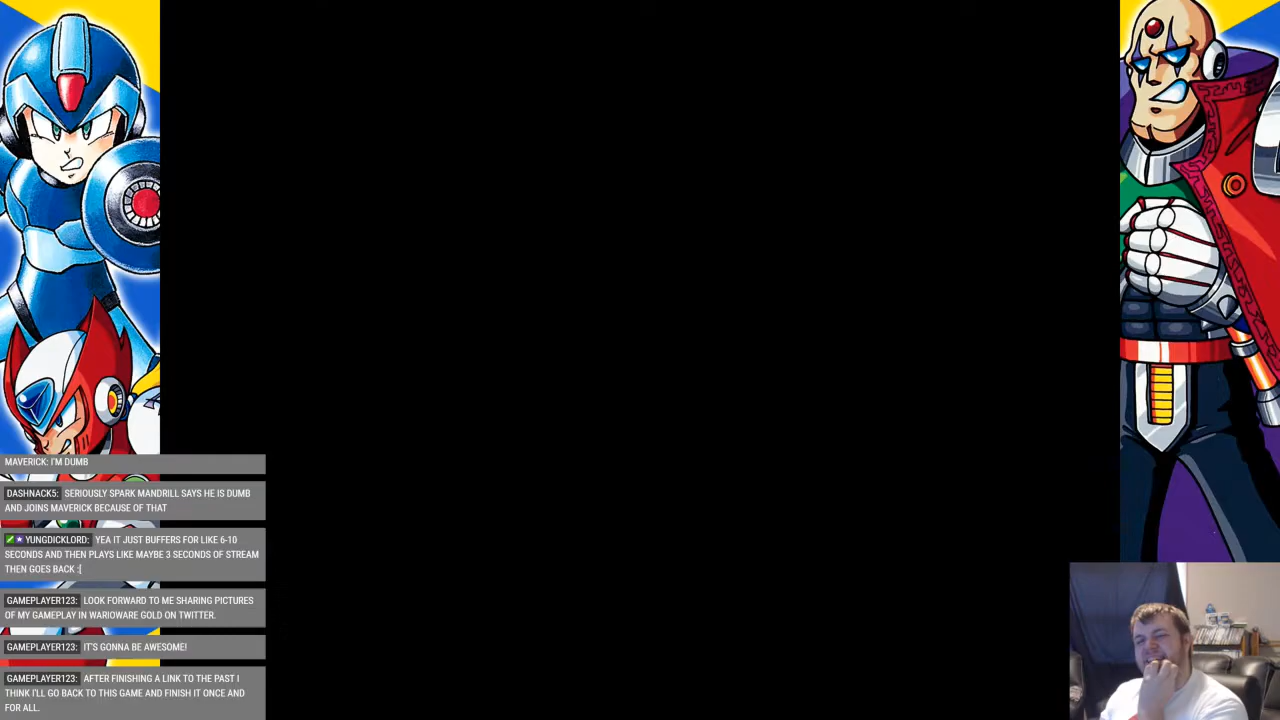 MAVERICK: I'M DUMB
DASHNACK5: SERIOUSLY SPARK MANDRILL SAYS HE IS DUMB
AND JOINS MAVERICK BECAUSE OF THAT
YUNGDICKLORD: YEA IT JUST BUFFERS FOR LIKE 6-10
SECONDS AND THEN PLAYS LIKE MAYBE 3 SECONDS OF STREAM
THEN GOES BACK :[
GAMEPLAYER123: LOOK FORWARD TO ME SHARING PICTURES
OF MY GAMEPLAY IN WARIOWARE GOLD ON TWITTER.
GAMEPLAYER123: IT'S GONNA BE AWESOME!
GAMEPLAYER123: AFTER FINISHING A LINK TO THE PAST I
THINK I'LL GO BACK TO THIS GAME AND FINISH IT ONCE AND
FOR ALL.